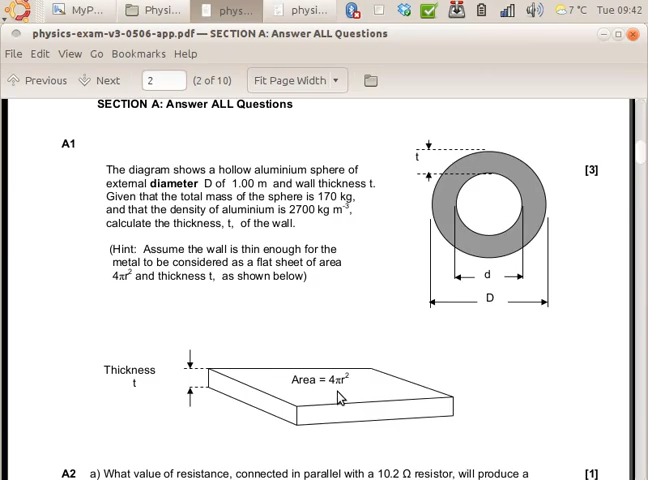 MyP...
Physi...
phys...
physi...
7 °C
Tue 09:42
physics-exam-v3-0506-app.pdf — SECTION A: Answer ALL Questions
File Edit View Go Bookmarks Help
Previous Next 2 (2 of 10) Fit Page Width
SECTION A: Answer ALL Questions
A1
t
The diagram shows a hollow aluminium sphere of [3]
external diameter D of 1.00 m and wall thickness t.
Given that the total mass of the sphere is 170 kg,
and that the density of aluminium is 2700 kg m⁻³,
calculate the thickness, t, of the wall.
(Hint: Assume the wall is thin enough for the
metal to be considered as a flat sheet of area
4πr² and thickness t, as shown below)
d
D
Thickness
t
Area = 4πr²
A2 a) What value of resistance, connected in parallel with a 10.2 Ω resistor, will produce a [1]